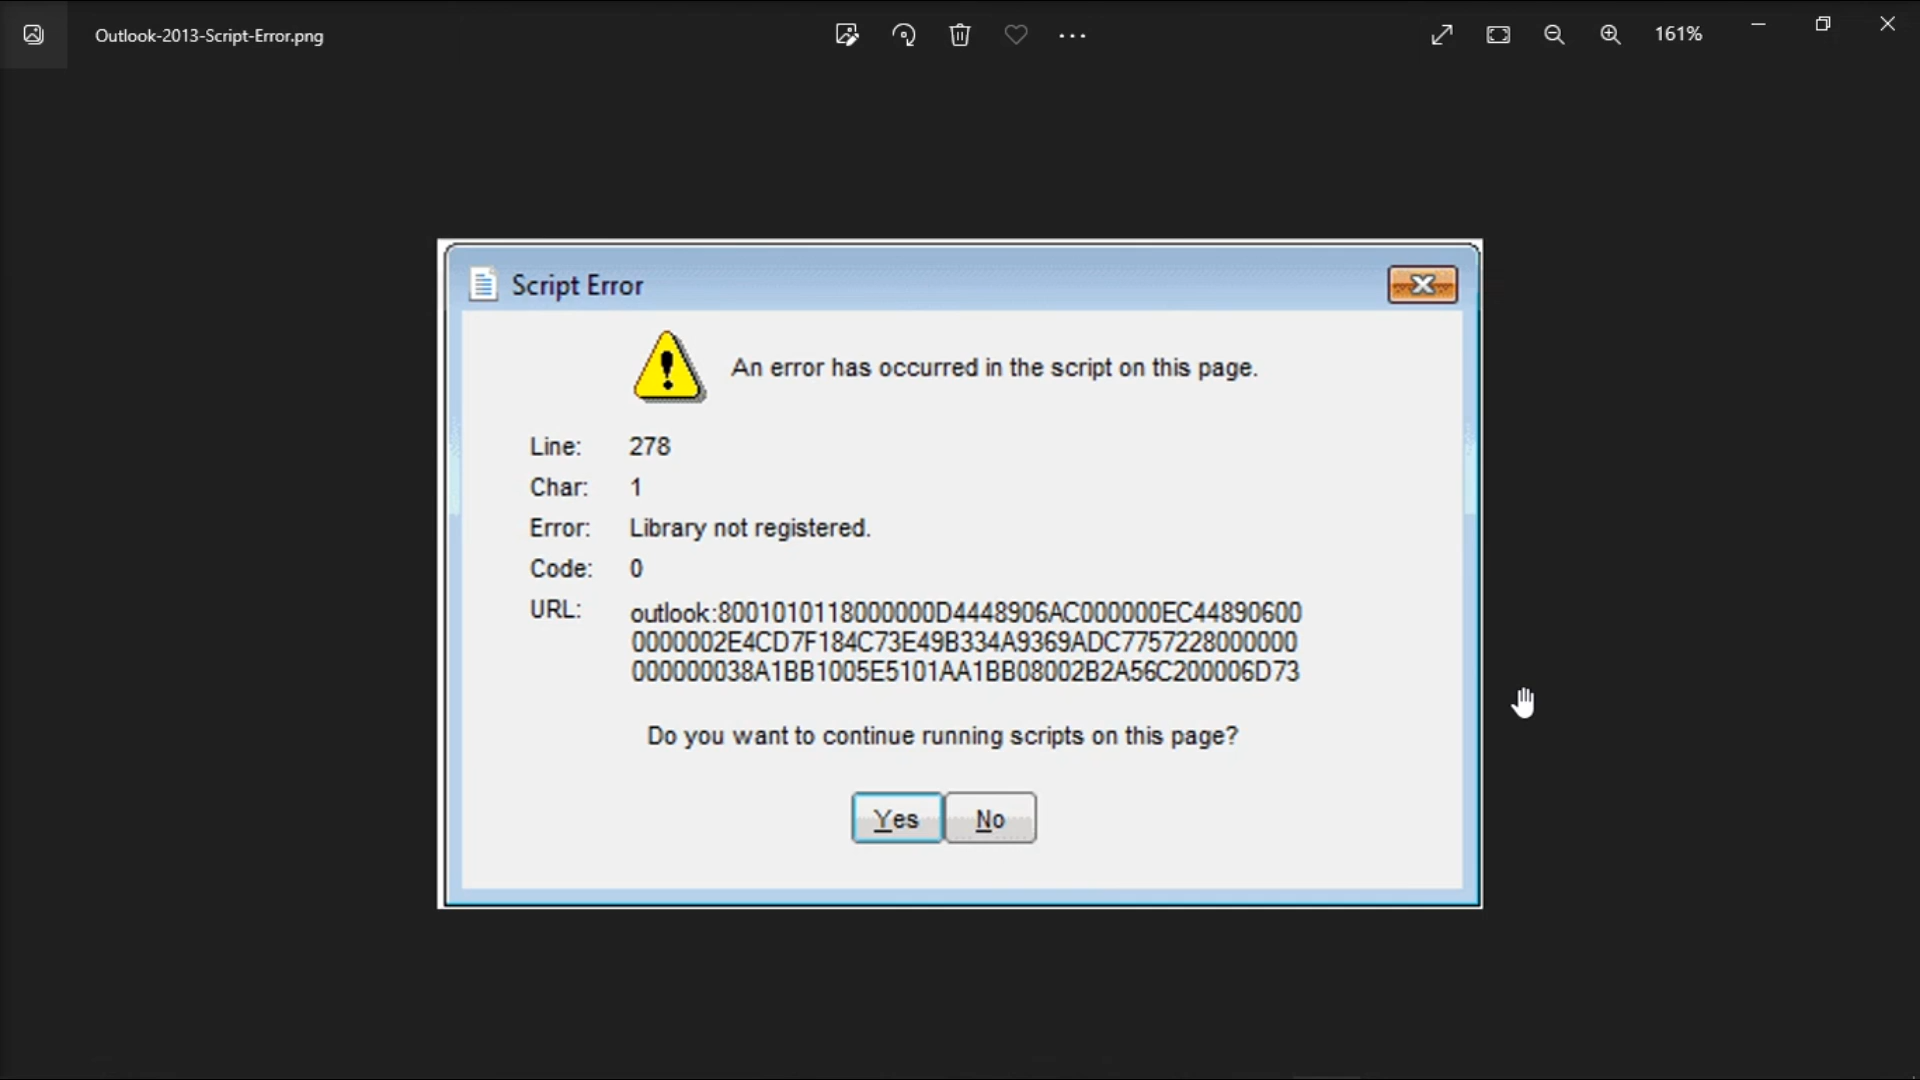 Outlook-2013-Script-Error.png
161%
Script Error
An error has occurred in the script on this page.
Line: 278
Char: 1
Error: Library not registered.
Code: 0
URL: outlook:8001010118000000D4448906AC000000EC44890600
0000002E4CD7F184C73E49B334A9369ADC7757228000000
000000038A1BB1005E5101AA1BB08002B2A56C200006D73
Do you want to continue running scripts on this page?
Yes No